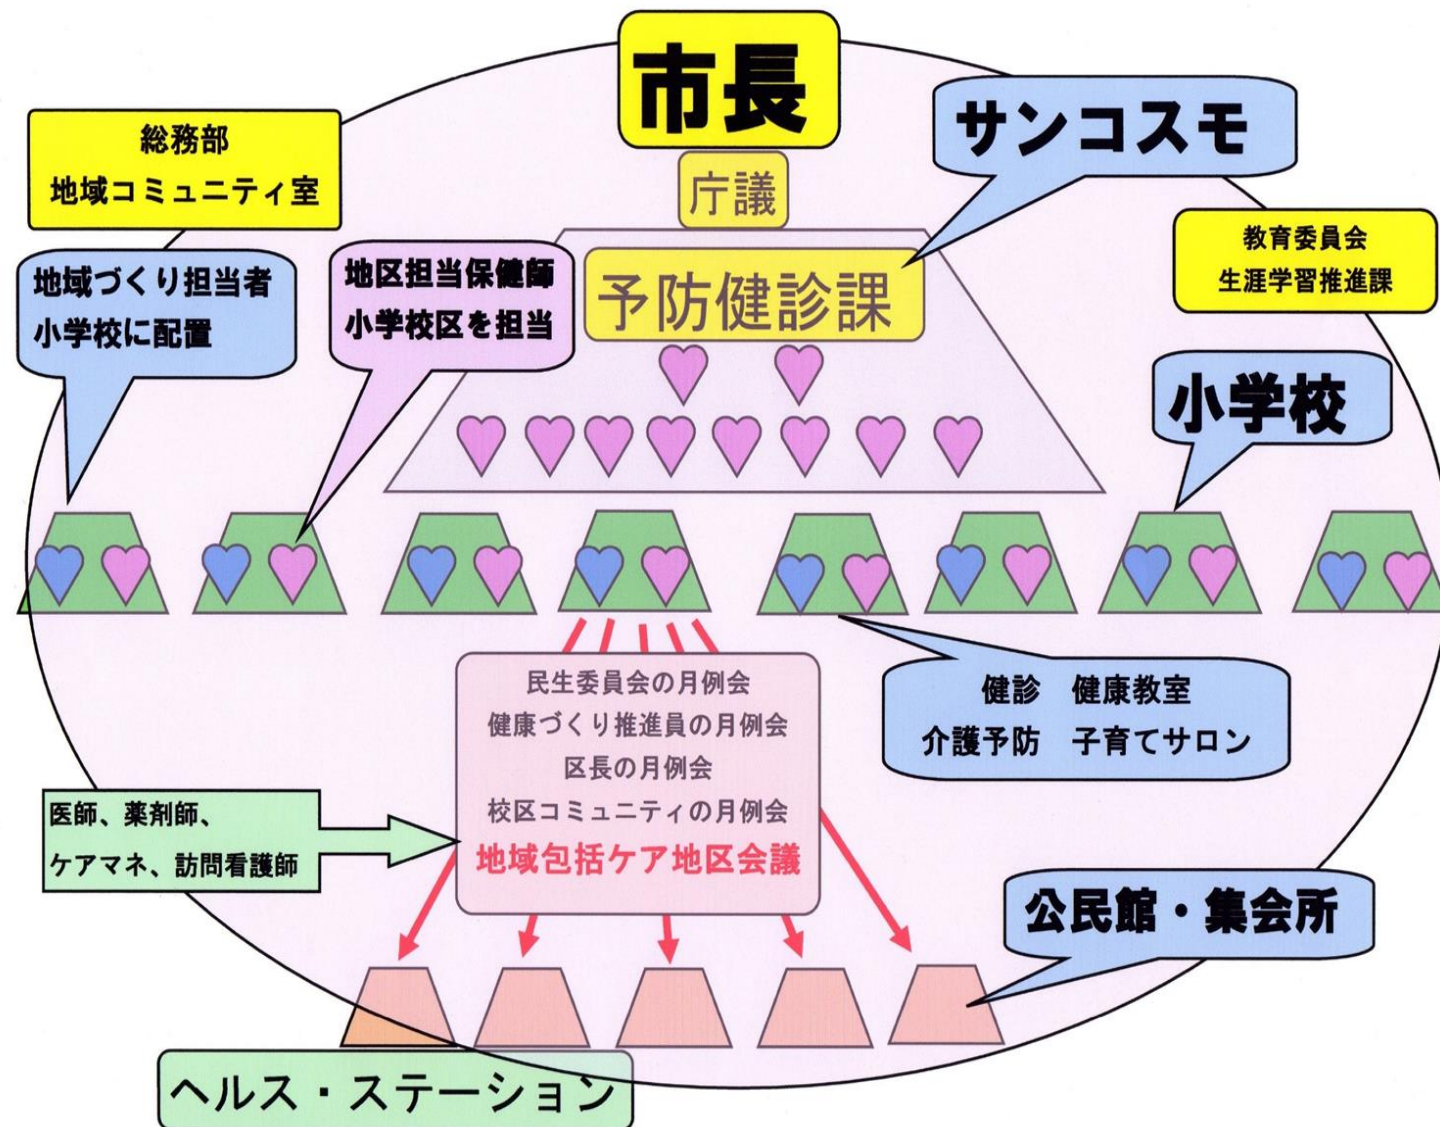 市長
サンコスモ
総務部
地域コミュニティ室
庁議
教育委員会
生涯学習推進課
地域づくり担当者
小学校に配置
地区担当保健師
小学校区を担当
予防健診課
小学校
民生委員会の月例会
健康づくり推進員の月例会
区長の月例会
校区コミュニティの月例会
地域包括ケア地区会議
健診　健康教室
介護予防　子育てサロン
医師、薬剤師、
ケアマネ、訪問看護師
公民館・集会所
ヘルス・ステーション